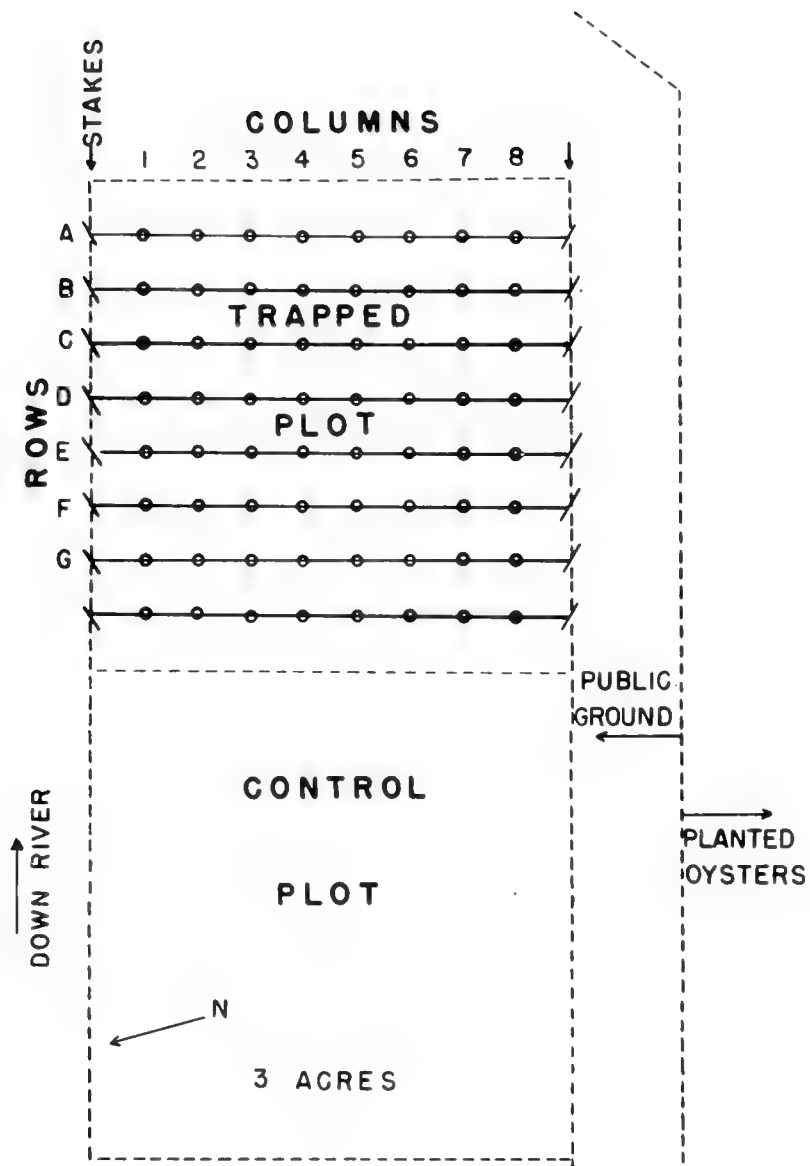 STAKES
COLUMNS
1 2 3 4 5 6 7 8
ROWS
A
B
TRAPPED
C
D
PLOT
E
F
G
PUBLIC
GROUND
CONTROL
DOWN RIVER
PLANTED
OYSTERS
PLOT
N
3 ACRES